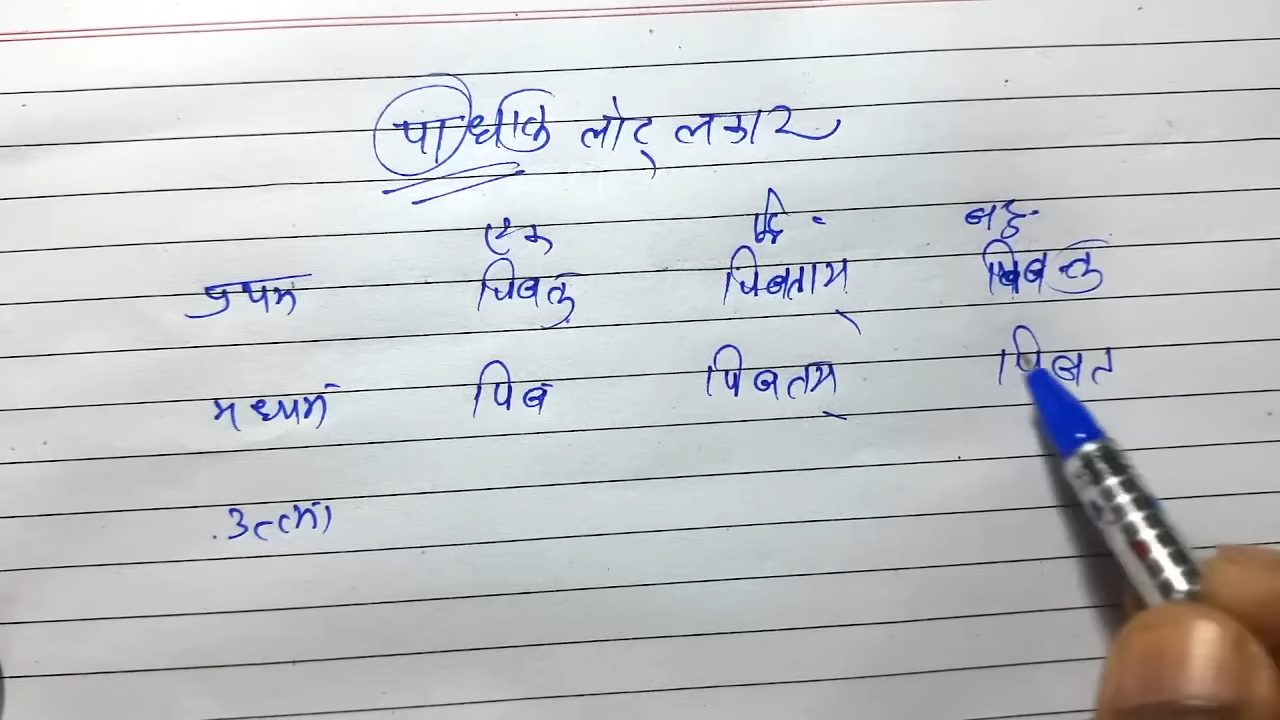 पा धातु लोट् लकार
एक द्वि - बहु-
प्रथम पिबतु पिबताम् पिबन्तु
मध्यम पिब पिबतम् पिबत
उत्तम